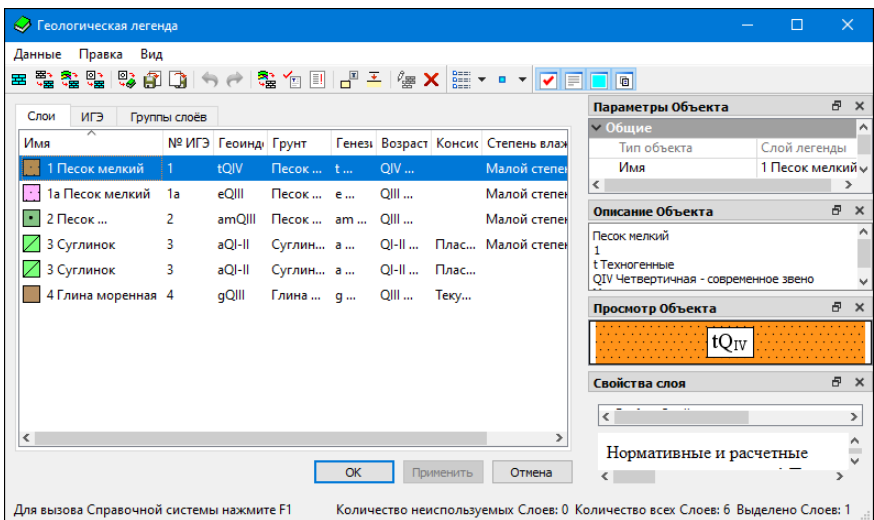 Геологическая легенда
Данные Правка Вид
Слои ИГЭ Группы слоёв
Имя № ИГЭ Геоинд Грунт Генези Возраст Консис Степень влаж
1 Песок мелкий 1 tQIV Песок ... t ... QIV ... Малой степен
1а Песок мелкий 1а eQIII Песок ... e ... QIII ... Малой степен
2 Песок ... 2 amQIII Песок ... am ... QIII ... Малой степен
3 Суглинок 3 aQI-II Суглин... a ... QI-II ... Плас... Малой степен
3 Суглинок 3 aQI-II Суглин... a ... QI-II ... Плас...
4 Глина моренная 4 gQIII Глина ... g ... QIII ... Теку...
OK Применить Отмена
Параметры Объекта
Общие
Тип объекта Слой легенды
Имя 1 Песок мелкий
Описание Объекта
Песок мелкий
1
t Техногенные
QIV Четвертичная - современное звено
Просмотр Объекта
tQIV
Свойства слоя
Нормативные и расчетные
Для вызова Справочной системы нажмите F1 Количество неиспользуемых Слоев: 0 Количество всех Слоев: 6 Выделено Слоев: 1